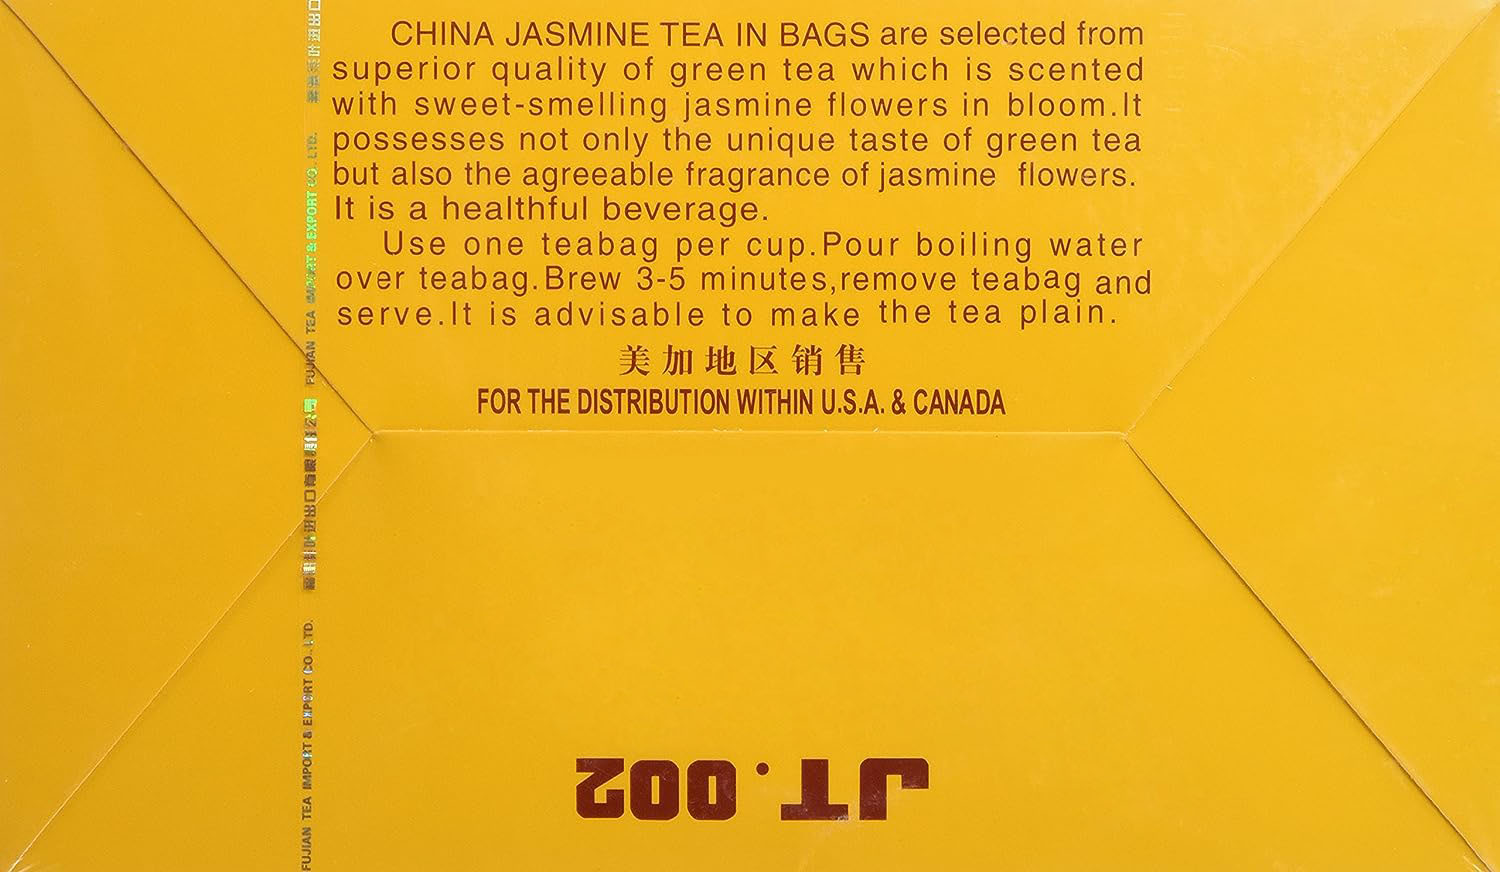 CHINA JASMINE TEA IN BAGS are selected from
superior quality of green tea which is scented
with sweet-smelling jasmine flowers in bloom.It
possesses not only the unique taste of green tea
but also the agreeable fragrance of jasmine flowers.
It is a healthful beverage.
Use one teabag per cup.Pour boiling water
over teabag.Brew 3-5 minutes,remove teabag and
serve.It is advisable to make the tea plain.
美加地区销售
FOR THE DISTRIBUTION WITHIN U.S.A. & CANADA
JT.002
FUJIAN TEA IMPORT & EXPORT CO., LTD.
FUJIAN TEA IMPORT & EXPORT CO., LTD.